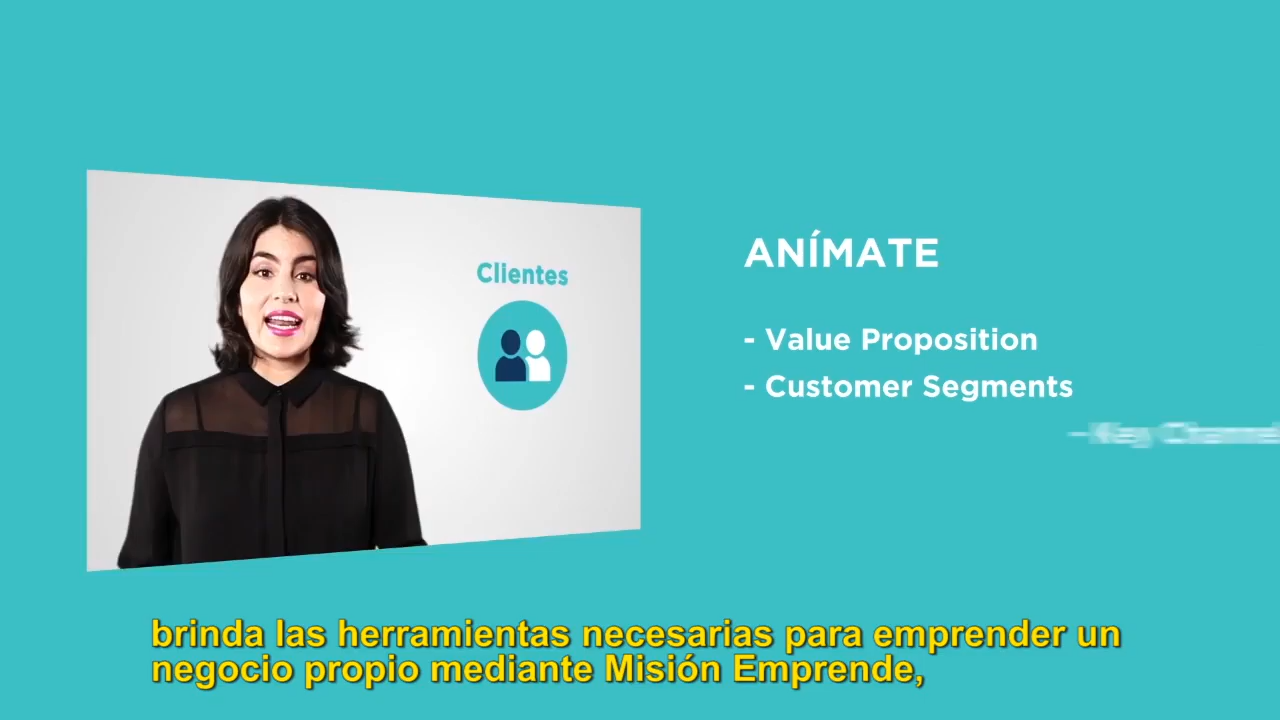 Clientes
ANÍMATE
- Value Proposition
- Customer Segments
brinda las herramientas necesarias para emprender un
negocio propio mediante Misión Emprende,